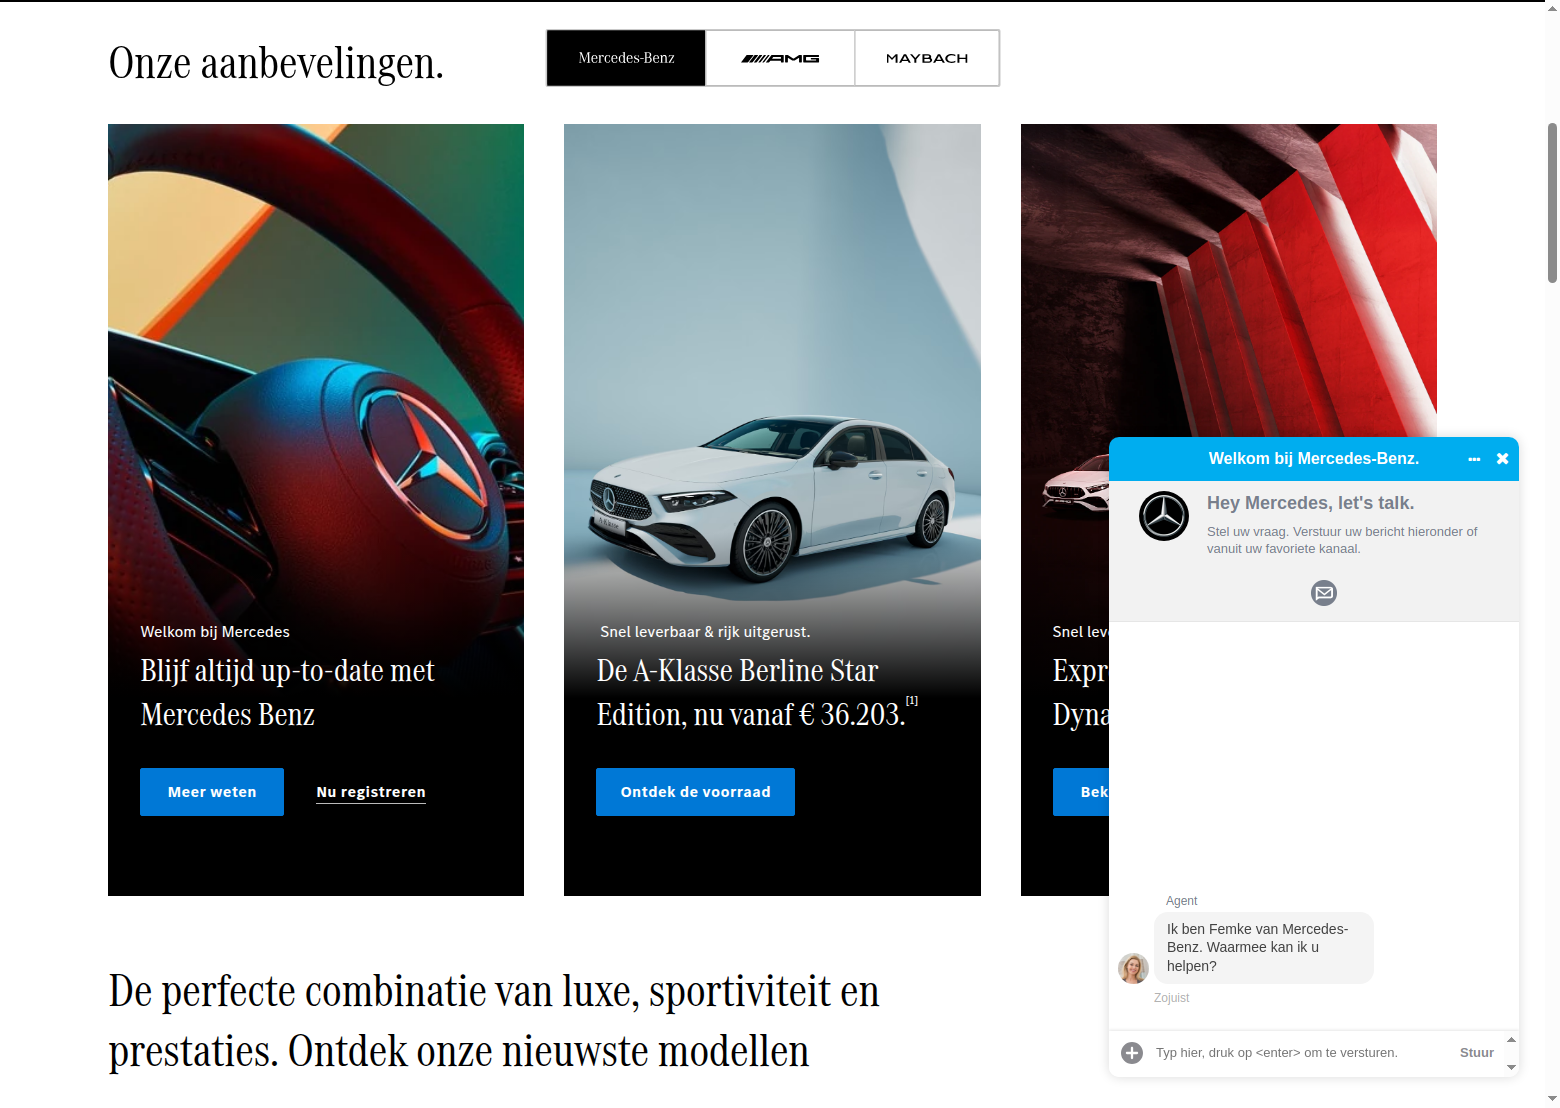 Onze aanbevelingen.
Mercedes-Benz
AMG
MAYBACH
Welkom bij Mercedes
Blijf altijd up-to-date met
Mercedes Benz
Meer weten
Nu registreren
A-Klasse
Snel leverbaar & rijk uitgerust.
De A-Klasse Berline Star
Edition, nu vanaf € 36.203.[1]
Ontdek de voorraad
Snel lev
Expr
Dyna
Bek
Welkom bij Mercedes-Benz.
Hey Mercedes, let's talk.
Stel uw vraag. Verstuur uw bericht hieronder of
vanuit uw favoriete kanaal.
Agent
Ik ben Femke van Mercedes-
Benz. Waarmee kan ik u
helpen?
Zojuist
Typ hier, druk op <enter> om te versturen.
Stuur
De perfecte combinatie van luxe, sportiviteit en
prestaties. Ontdek onze nieuwste modellen